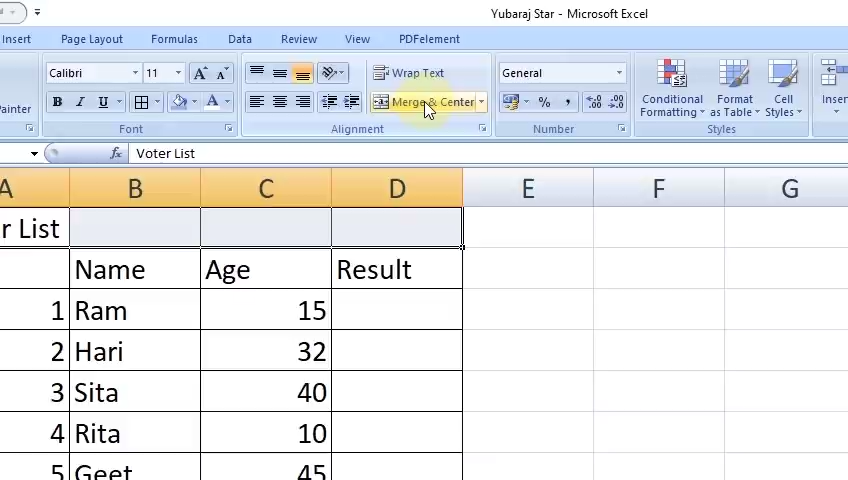 Yubaraj Star - Microsoft Excel
Insert Page Layout Formulas Data Review View PDFelement
Calibri 11 A A Wrap Text General
Painter B I U A Merge & Center % , Conditional Formatting Format as Table Cell Styles Inser
Font Alignment Number Styles
fx Voter List
A B C D E F G
r List
Name Age Result
1 Ram 15
2 Hari 32
3 Sita 40
4 Rita 10
5 Geet 45